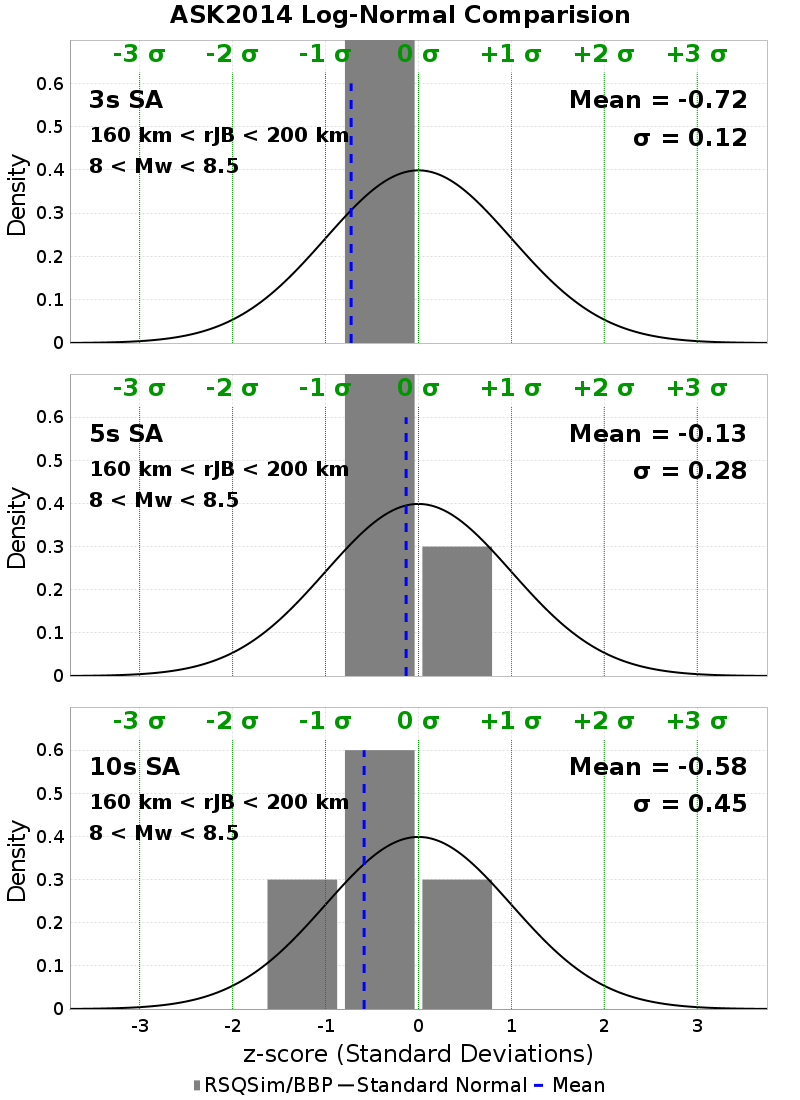 ASK2014 Log-Normal Comparision
-3 σ -2 σ -1 σ 0 σ +1 σ +2 σ +3 σ
3s SA
160 km < rJB < 200 km
8 < Mw < 8.5
Mean = -0.72
σ = 0.12
Density
0.6
0.5
0.4
0.3
0.2
0.1
0
-3 σ -2 σ -1 σ 0 σ +1 σ +2 σ +3 σ
5s SA
160 km < rJB < 200 km
8 < Mw < 8.5
Mean = -0.13
σ = 0.28
Density
0.6
0.5
0.4
0.3
0.2
0.1
0
-3 σ -2 σ -1 σ 0 σ +1 σ +2 σ +3 σ
10s SA
160 km < rJB < 200 km
8 < Mw < 8.5
Mean = -0.58
σ = 0.45
Density
0.6
0.5
0.4
0.3
0.2
0.1
0
-3 -2 -1 0 1 2 3
z-score (Standard Deviations)
RSQSim/BBP Standard Normal Mean